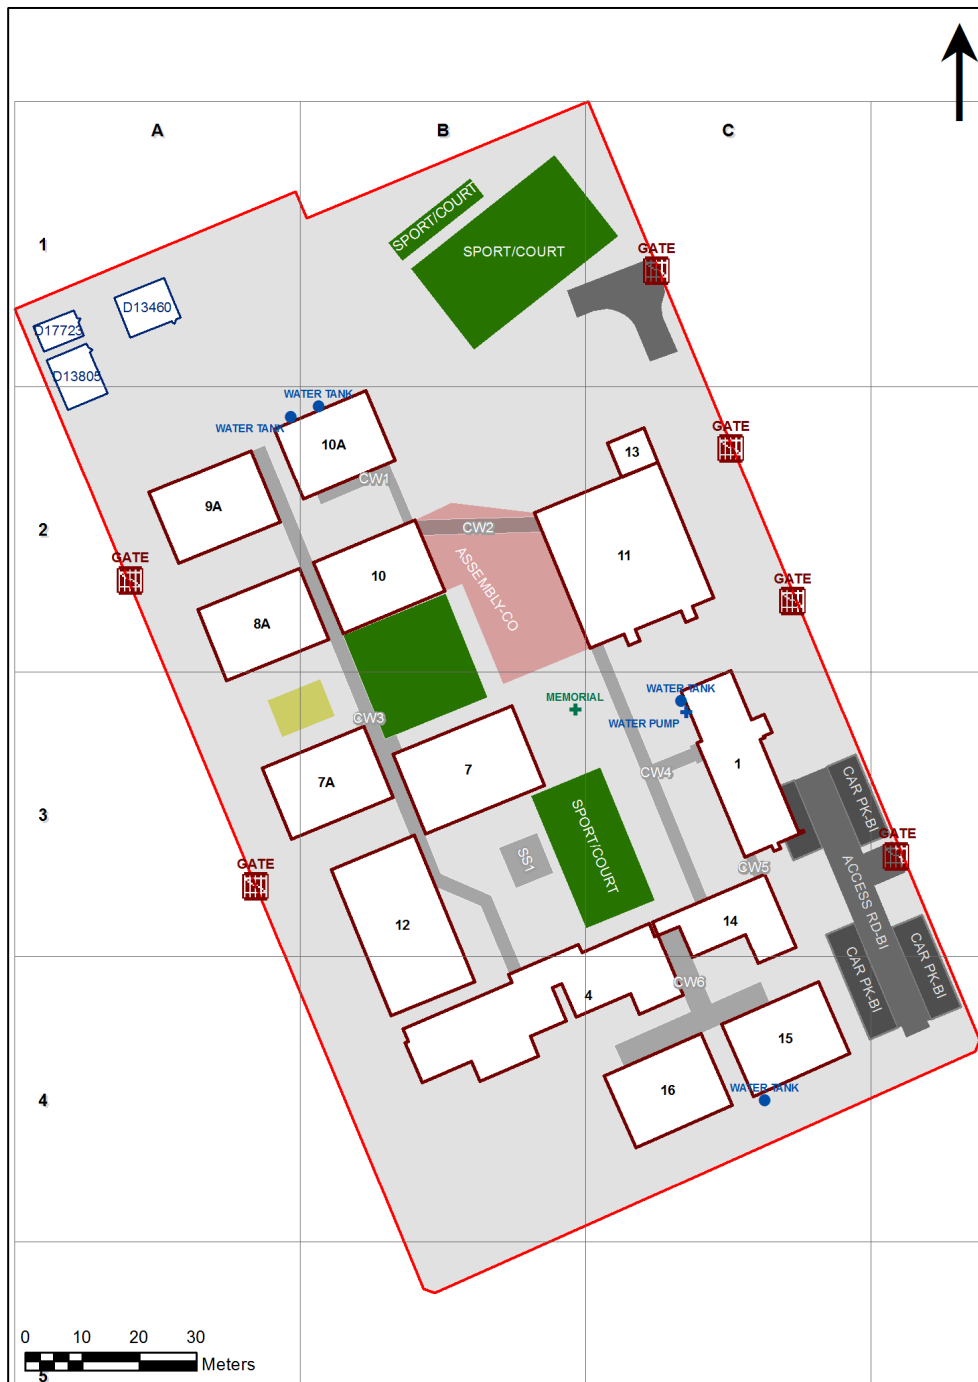 A
B
C
SPORT/COURT
1
SPORT/COURT
GATE
D17723
D13460
D13805
WATER TANK
WATER TANK
10A
13
GATE
CW1
9A
2
CW2
11
GATE
10
ASSEMBLY-CO
GATE
8A
MEMORIAL
WATER TANK
WATER PUMP
CW3
7
7A
CW4
1
CAR PK-BI
3
SPORT/COURT
SS1
GATE
GATE
CW5
ACCESS RD-BI
12
14
CAR PK-BI
CAR PK-BI
4
CW6
15
16
WATER TANK
4
0 10 20 30
Meters
5